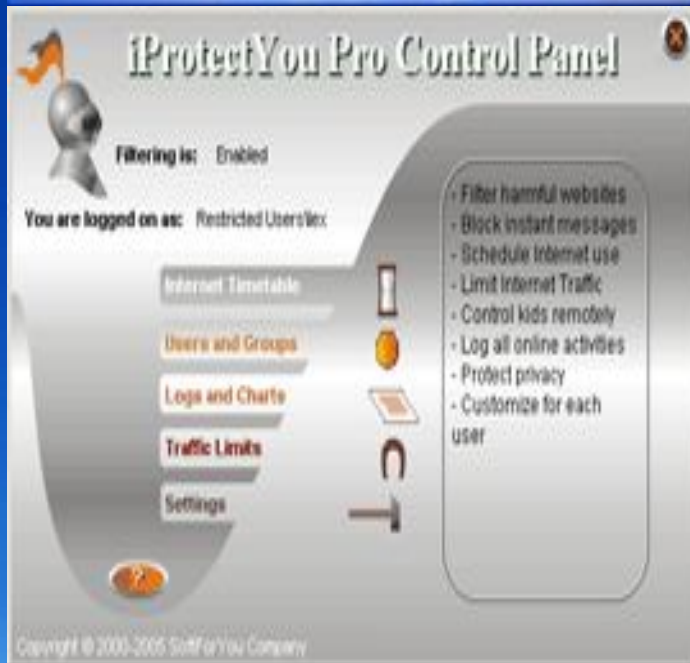 iProtectYou Pro Control Panel
Filtering is: Enabled
You are logged on as: Restricted Users\lex
Internet Timetable
Users and Groups
Logs and Charts
Traffic Limits
Settings
?
- Filter harmful websites
- Block instant messages
- Schedule Internet use
- Limit Internet Traffic
- Control kids remotely
- Log all online activities
- Protect privacy
- Customize for each
user
Copyright © 2000-2005 SoftForYou Company